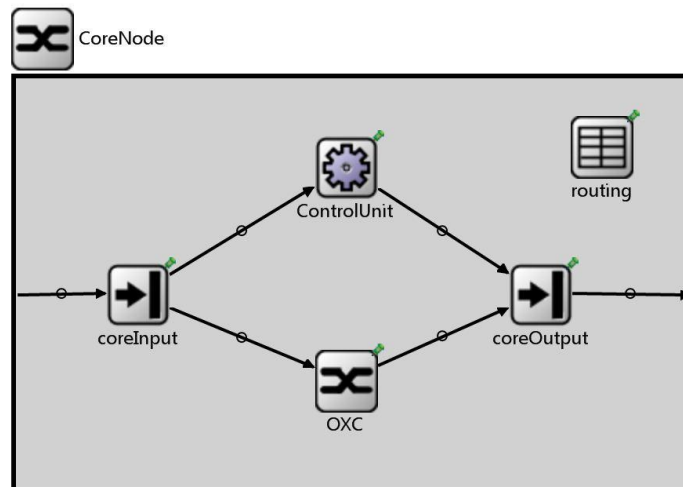 CoreNode
ControlUnit
routing
coreInput
coreOutput
OXC